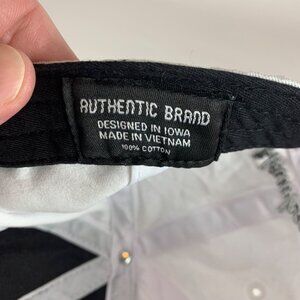 AUTHENTIC BRAND
DESIGNED IN IOWA
MADE IN VIETNAM
100% COTTON